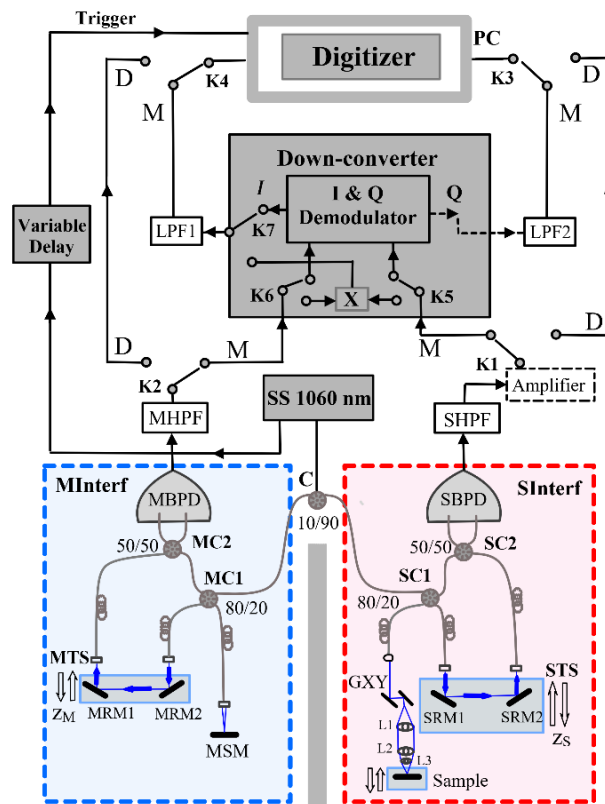 Trigger
Digitizer
PC
D
K4
K3
D
M
M
Down-converter
I
I & Q
Demodulator
Q
Variable
Delay
LPF1
K7
LPF2
K6
X
K5
D
M
M
D
K2
K1
MHPF
SS 1060 nm
SHPF
Amplifier
MInterf
MBPD
C
SBPD
SInterf
10/90
50/50
MC2
50/50
SC2
MC1
SC1
80/20
80/20
MTS
GXY
STS
ZM
MRM1
MRM2
SRM1
SRM2
ZS
L1
MSM
L2
L3
Sample